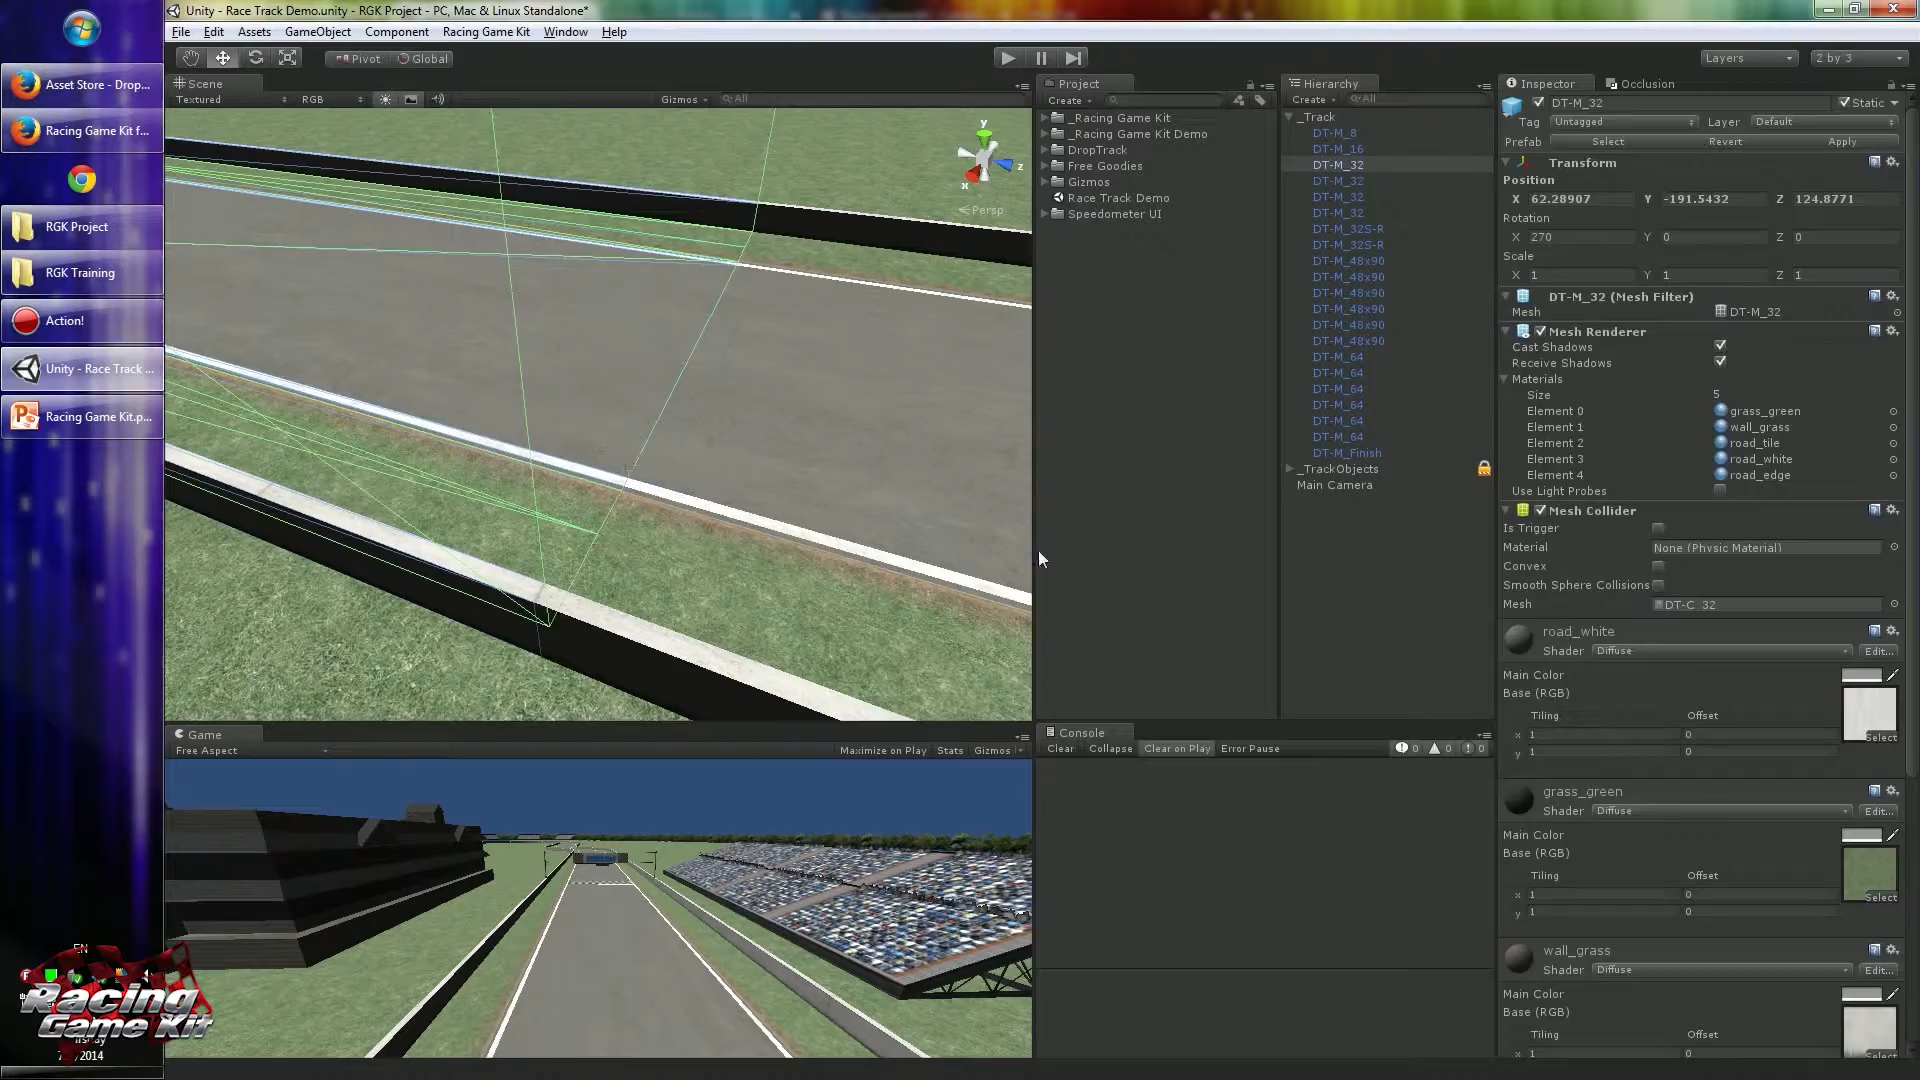 Unity - Race Track Demo.unity - RGK Project - PC, Mac & Linux Standalone*
File Edit Assets GameObject Component Racing Game Kit Window Help
Pivot Global
Layers 2 by 3
Asset Store - Drop...
Racing Game Kit f...
RGK Project
RGK Training
Action!
Unity - Race Track ...
Racing Game Kit.p...
EN
Racing
Game Kit
Scene
Textured RGB Gizmos All
y
z
x
Persp
Game
Free Aspect Maximize on Play Stats Gizmos
Project
Create
_Racing Game Kit
_Racing Game Kit Demo
DropTrack
Free Goodies
Gizmos
Race Track Demo
Speedometer UI
Console
Clear Collapse Clear on Play Error Pause 0 0 0
Hierarchy
Create All
_Track
DT-M_8
DT-M_16
DT-M_32
DT-M_32
DT-M_32
DT-M_32
DT-M_32S-R
DT-M_32S-R
DT-M_48x90
DT-M_48x90
DT-M_48x90
DT-M_48x90
DT-M_48x90
DT-M_48x90
DT-M_64
DT-M_64
DT-M_64
DT-M_64
DT-M_64
DT-M_64
DT-M_Finish
_TrackObjects
Main Camera
Inspector Occlusion
DT-M_32 Static
Tag Untagged Layer Default
Prefab Select Revert Apply
Transform
Position
X 62.28907 Y -191.5432 Z 124.8771
Rotation
X 270 Y 0 Z 0
Scale
X 1 Y 1 Z 1
DT-M_32 (Mesh Filter)
Mesh DT-M_32
Mesh Renderer
Cast Shadows
Receive Shadows
Materials
Size 5
Element 0 grass_green
Element 1 wall_grass
Element 2 road_tile
Element 3 road_white
Element 4 road_edge
Use Light Probes
Mesh Collider
Is Trigger
Material None (Physic Material)
Convex
Smooth Sphere Collisions
Mesh DT-C_32
road_white
Shader Diffuse Edit...
Main Color
Base (RGB)
Tiling Offset
x 1 0
y 1 0
Select
grass_green
Shader Diffuse Edit...
Main Color
Base (RGB)
Tiling Offset
x 1 0
y 1 0
Select
wall_grass
Shader Diffuse Edit...
Main Color
Base (RGB)
Tiling Offset
x 1 0